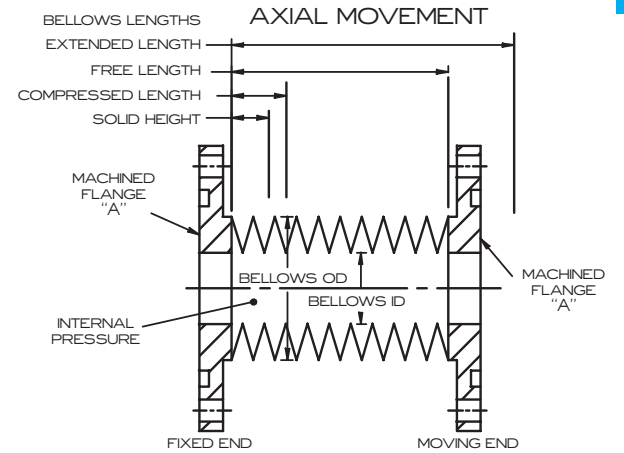 AXIAL MOVEMENT
BELLOWS LENGTHS
EXTENDED LENGTH
FREE LENGTH
COMPRESSED LENGTH
SOLID HEIGHT
MACHINED
FLANGE
“A”
BELLOWS OD
BELLOWS ID
MACHINED
FLANGE
“A”
INTERNAL
PRESSURE
FIXED END
MOVING END